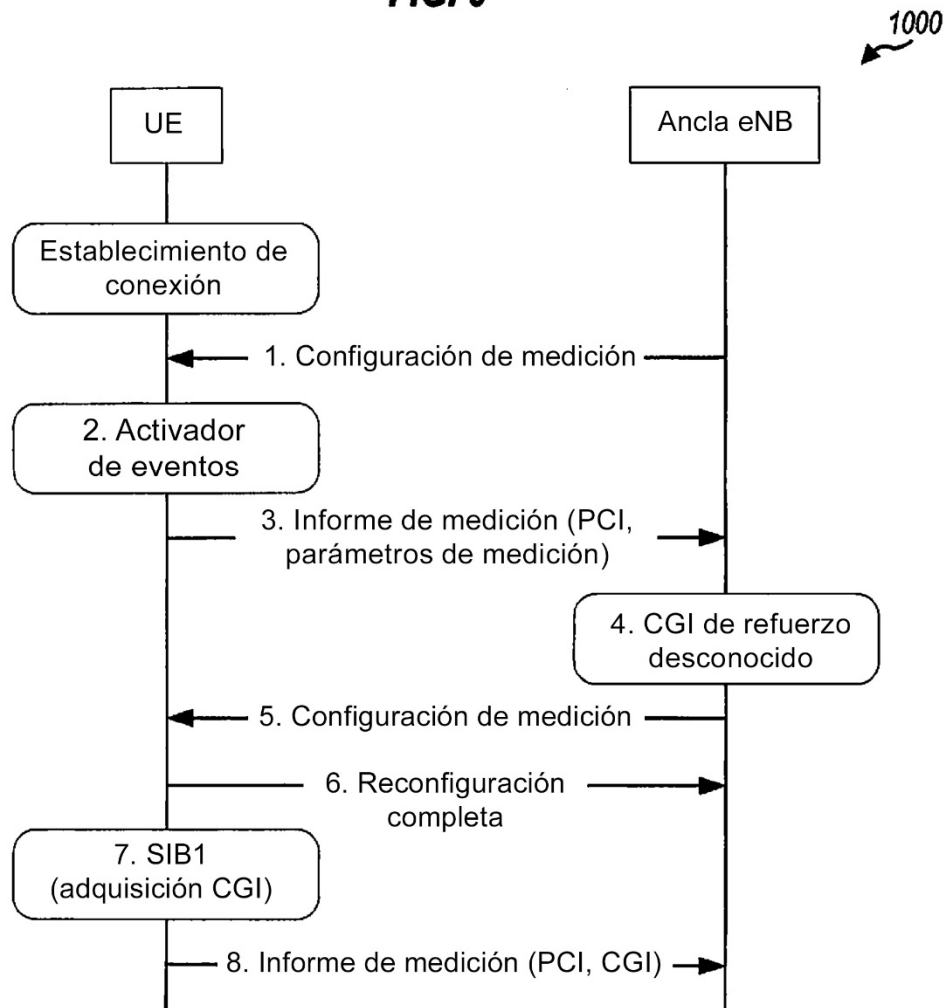 1000
UE
Ancla eNB
Establecimiento de
conexión
1. Configuración de medición
2. Activador
de eventos
3. Informe de medición (PCI,
parámetros de medición)
4. CGI de refuerzo
desconocido
5. Configuración de medición
6. Reconfiguración
completa
7. SIB1
(adquisición CGI)
8. Informe de medición (PCI, CGI)